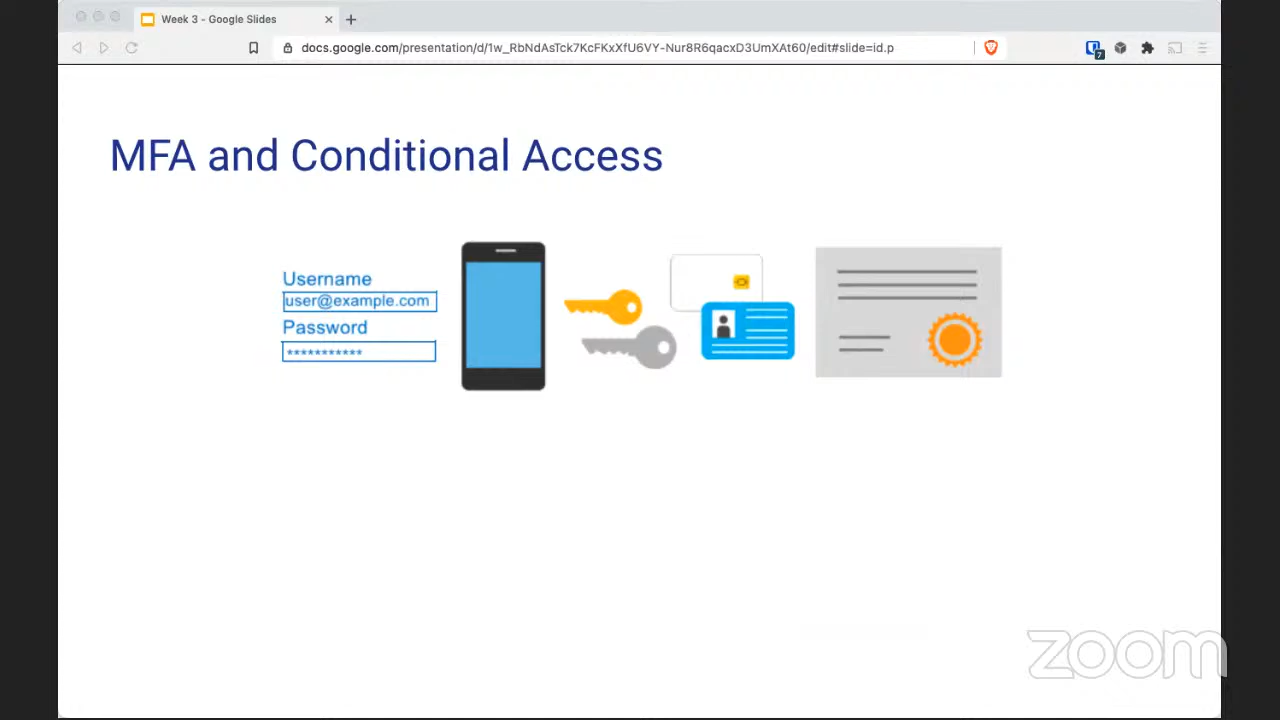 Week 3 - Google Slides
docs.google.com/presentation/d/1w_RbNdAsTck7KcFKxXfU6VY-Nur8R6qacxD3UmXAt60/edit#slide=id.p
7
MFA and Conditional Access
Username
user@example.com
Password
***********
zoom